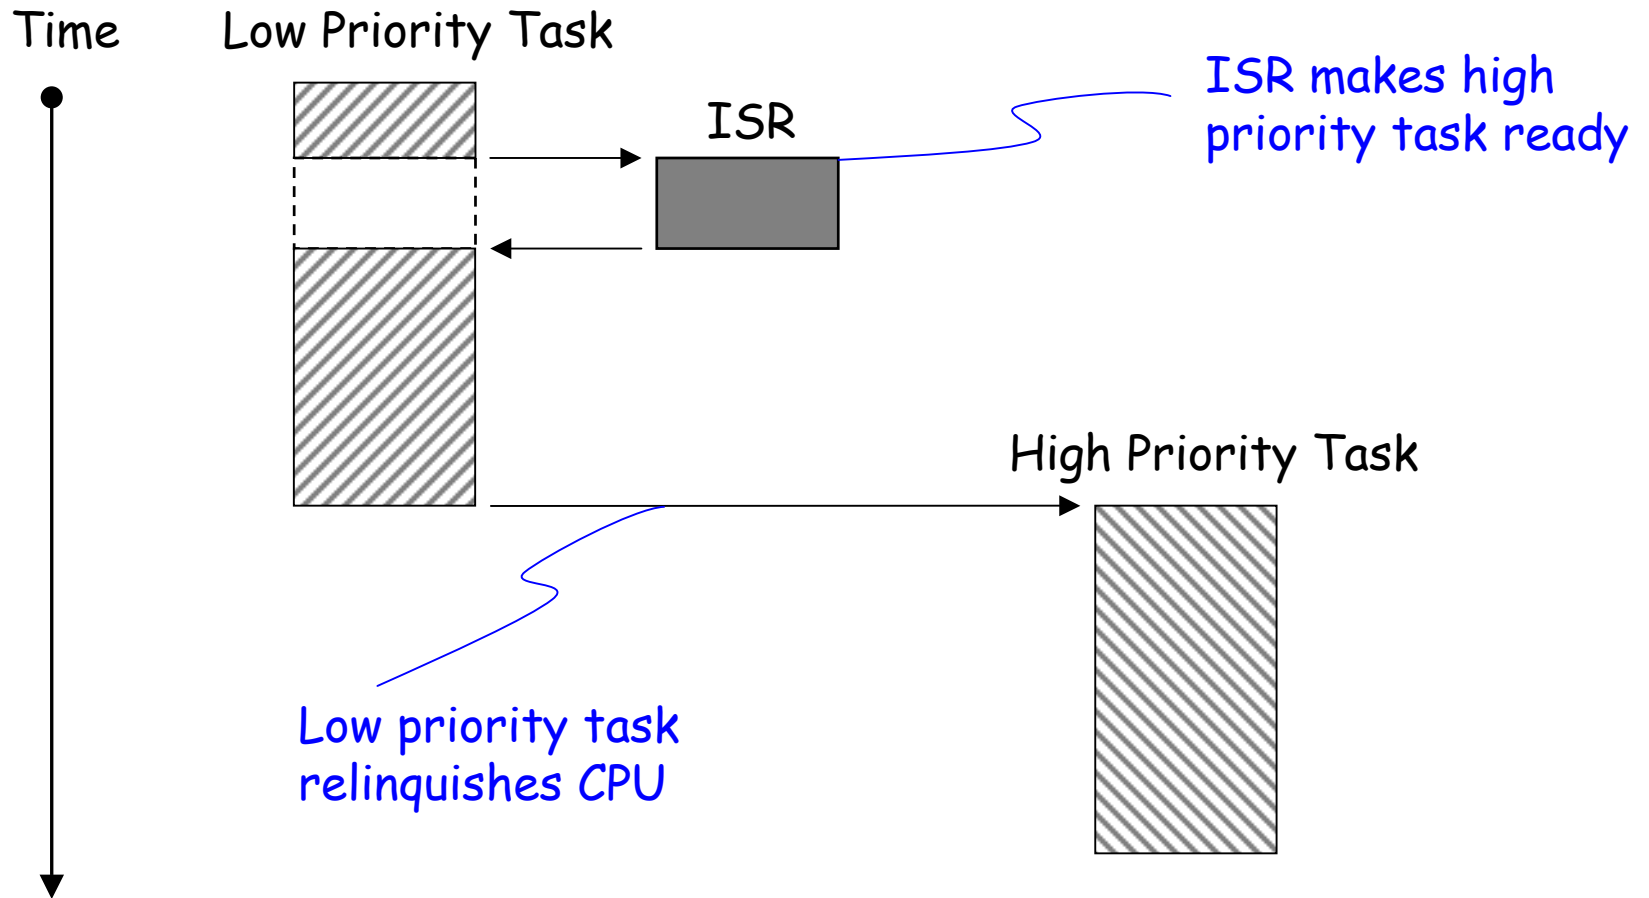 Time
Low Priority Task
ISR
ISR makes high
priority task ready
High Priority Task
Low priority task
relinquishes CPU